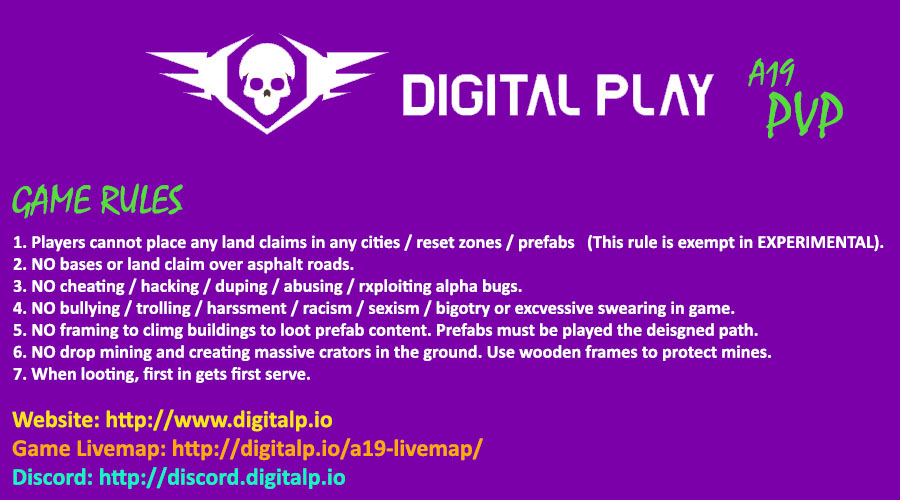 DIGITAL PLAY
A19
PVP
GAME RULES
1. Players cannot place any land claims in any cities / reset zones / prefabs (This rule is exempt in EXPERIMENTAL).
2. NO bases or land claim over asphalt roads.
3. NO cheating / hacking / duping / abusing / rxploiting alpha bugs.
4. NO bullying / trolling / harssment / racism / sexism / bigotry or excvessive swearing in game.
5. NO framing to climg buildings to loot prefab content. Prefabs must be played the deisgned path.
6. NO drop mining and creating massive crators in the ground. Use wooden frames to protect mines.
7. When looting, first in gets first serve.
Website: http://www.digitalp.io
Game Livemap: http://digitalp.io/a19-livemap/
Discord: http://discord.digitalp.io